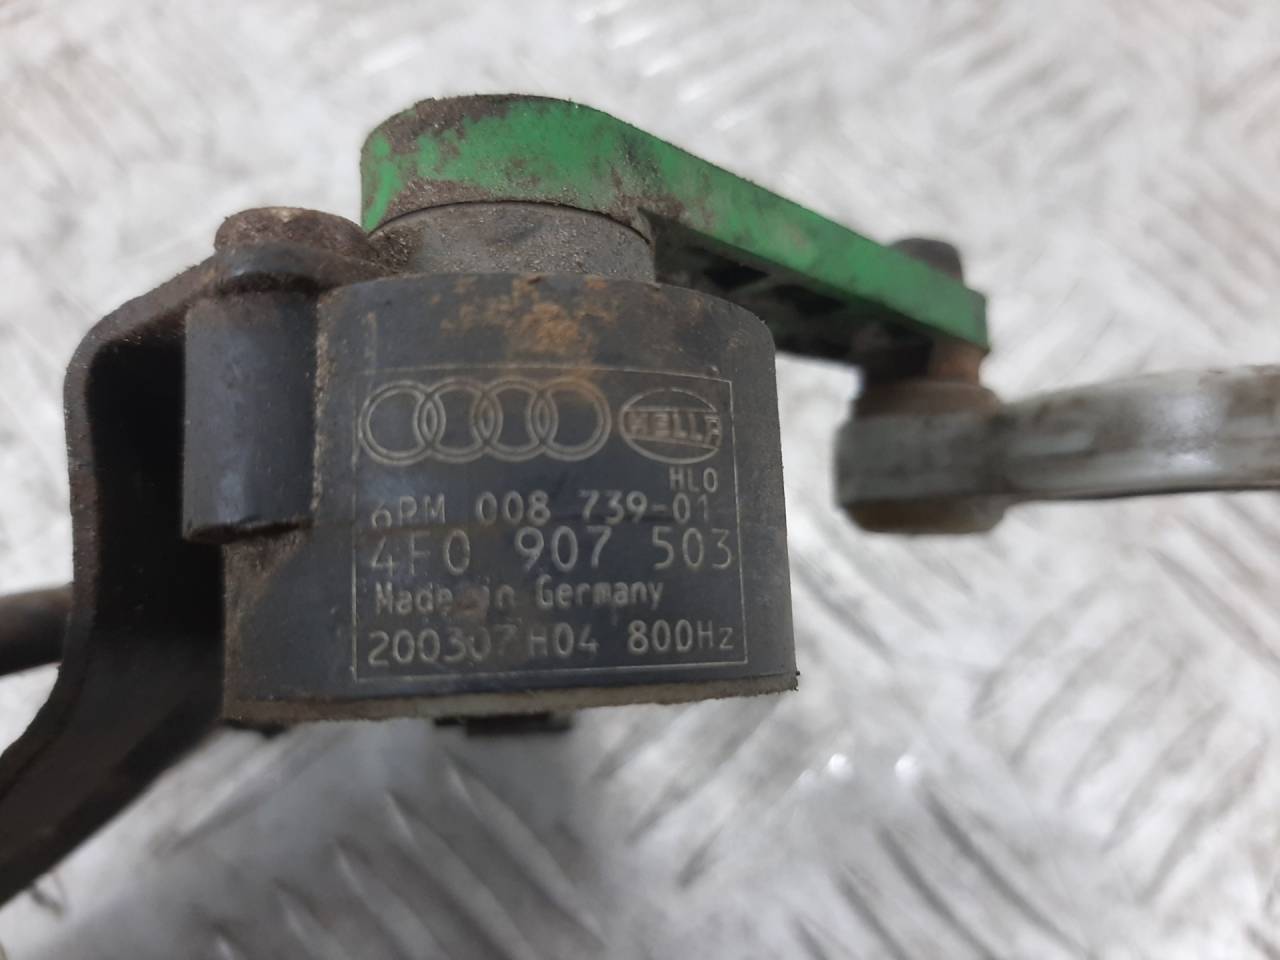 HELLA
HLO
6PM 008 739-01
4F0 907 503
Made in Germany
200307 H04 800Hz